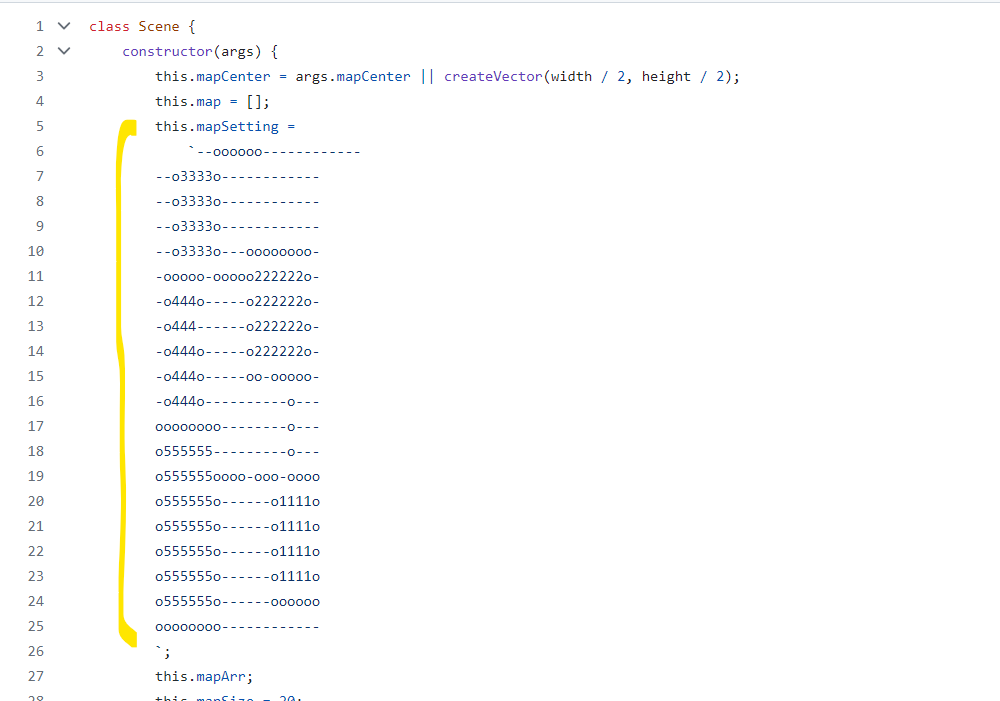 1 class Scene {
2 constructor(args) {
3 this.mapCenter = args.mapCenter || createVector(width / 2, height / 2);
4 this.map = [];
5 this.mapSetting =
6 `--oooooo------------
7 --o3333o------------
8 --o3333o------------
9 --o3333o------------
10 --o3333o---oooooooo-
11 -ooooo-ooooo222222o-
12 -o444o-----o222222o-
13 -o444------o222222o-
14 -o444o-----o222222o-
15 -o444o-----oo-ooooo-
16 -o444o----------o---
17 oooooooo--------o---
18 o555555---------o---
19 o555555oooo-ooo-oooo
20 o555555o------o1111o
21 o555555o------o1111o
22 o555555o------o1111o
23 o555555o------o1111o
24 o555555o------oooooo
25 oooooooo------------
26 `;
27 this.mapArr;
28 this.mapSize = 20;